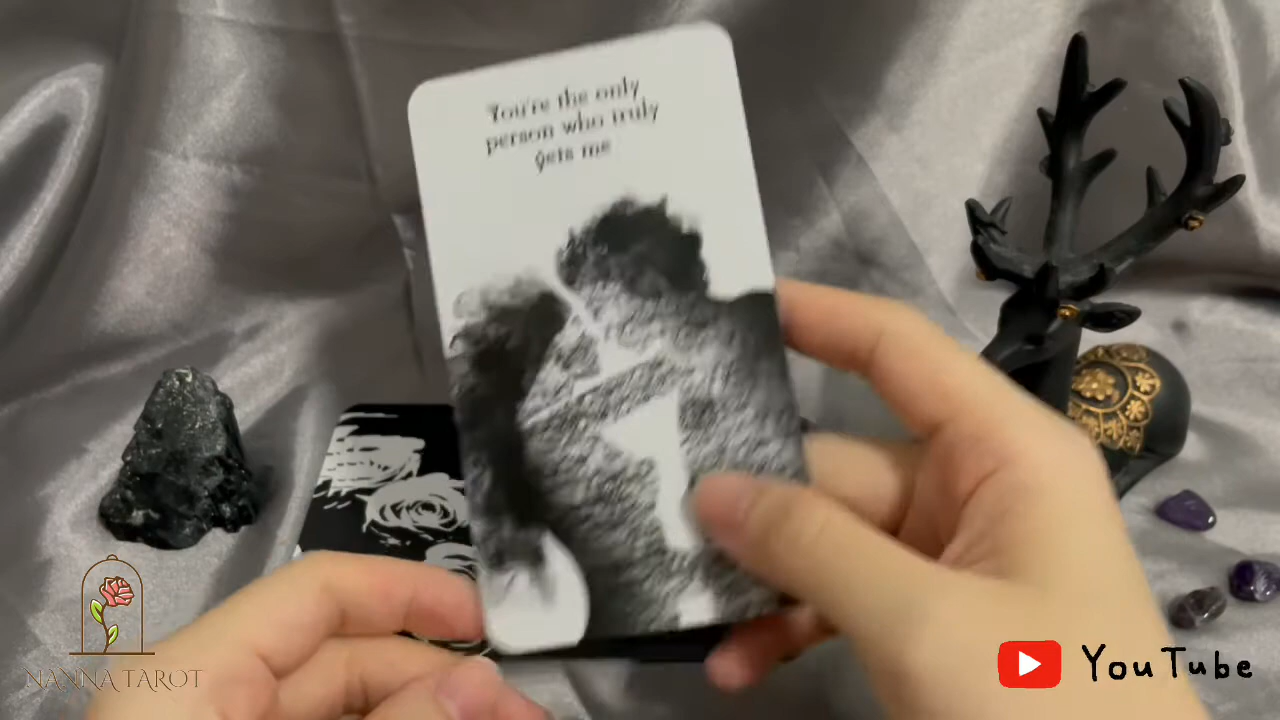 You're the only
person who truly
gets me
NANNA TAROT
YouTube